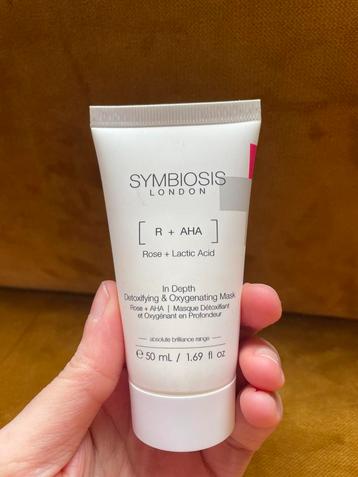 SYMBIOSIS
LONDON
[ R + AHA ]
Rose + Lactic Acid
In Depth
Detoxifying & Oxygenating Mask
Rose + AHA | Masque Détoxifiant
et Oxygénant en Profondeur
absolute brilliance range
℮ 50 mL / 1.69 fl oz